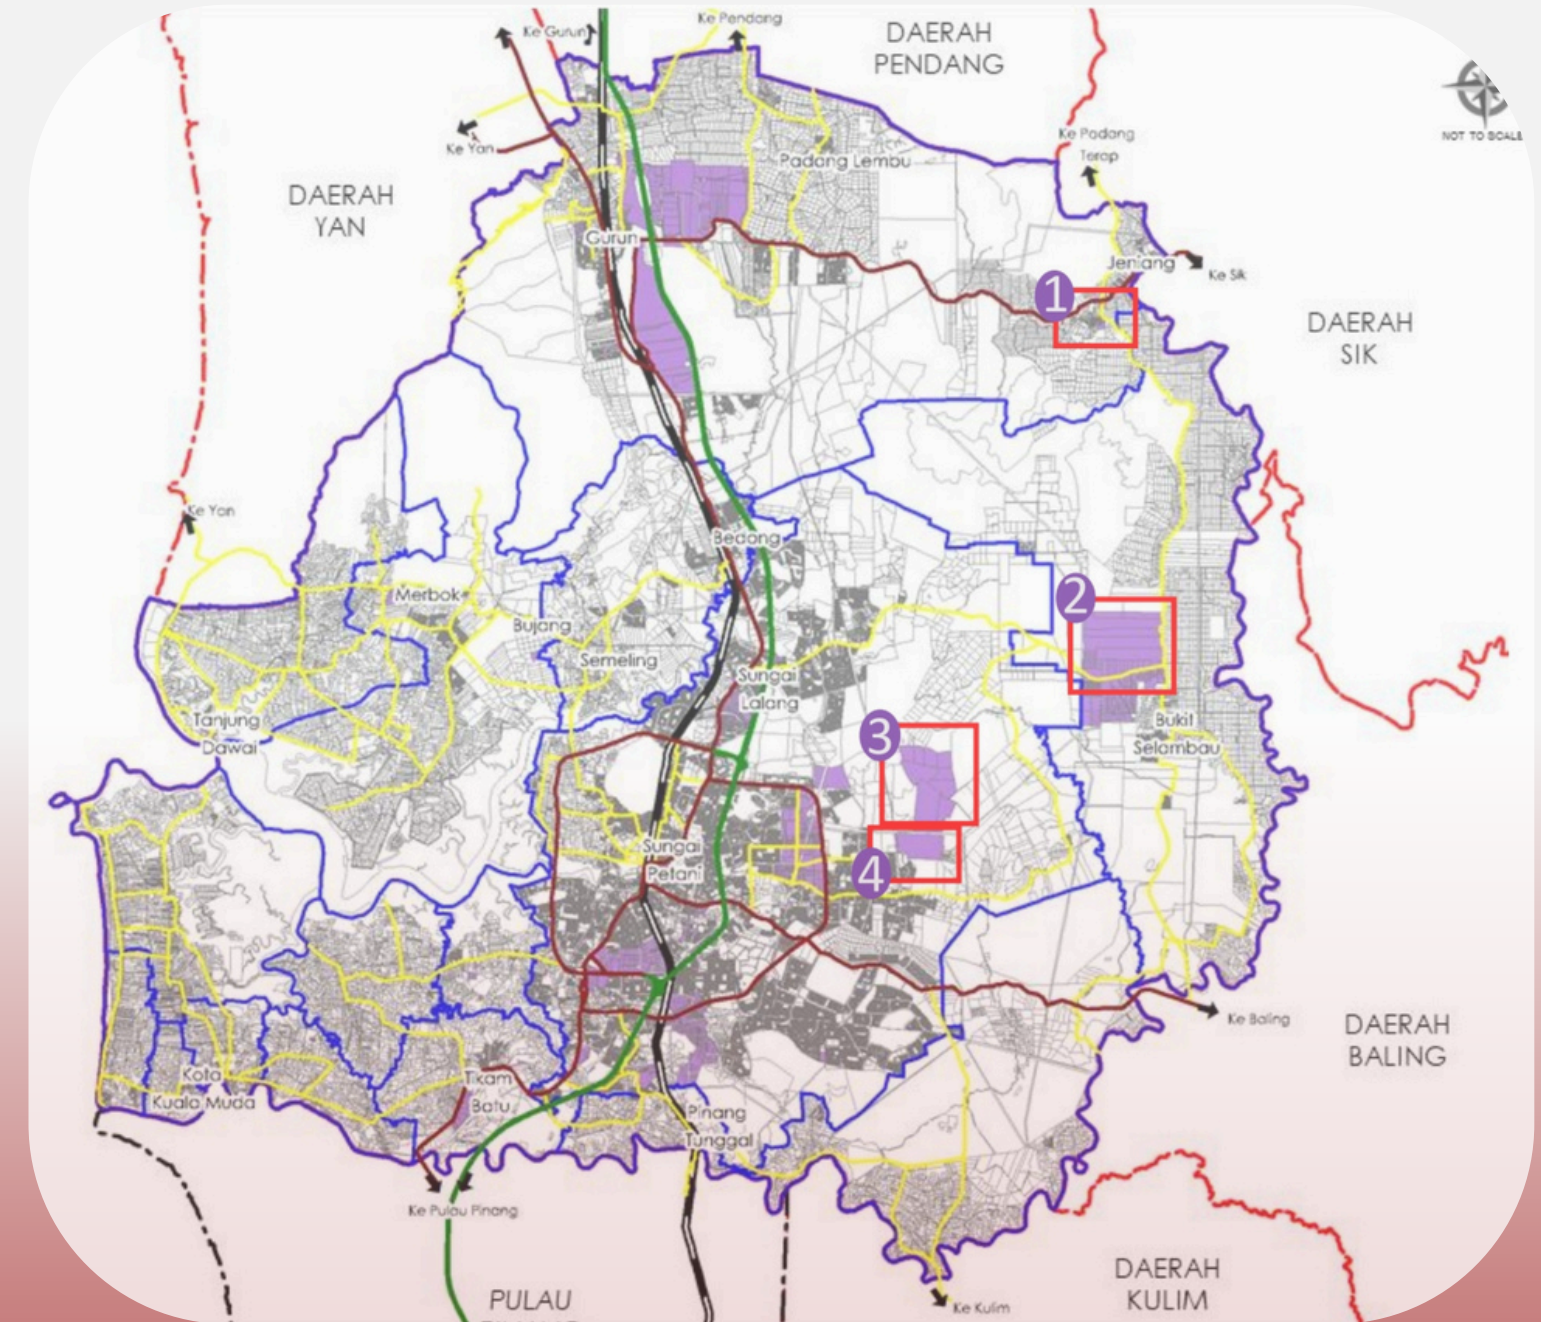 Ke Gurun
Ke Pendang
DAERAH
PENDANG
NOT TO SCALE
Ke Yan
Padang Lembu
Ke Padang
Terap
DAERAH
YAN
Gurun
Jeniang
Ke Sik
1
DAERAH
SIK
Ke Yan
Bedong
Merbok
Bujang
Semeling
2
Sungai
Lalang
Tanjung
Dawai
Bukit
Selambau
3
Sungai
Petani
4
Ke Baling
DAERAH
BALING
Kota
Kuala Muda
Tikam
Batu
Pinang
Tunggal
Ke Pulau Pinang
DAERAH
KULIM
PULAU
Ke Kulim